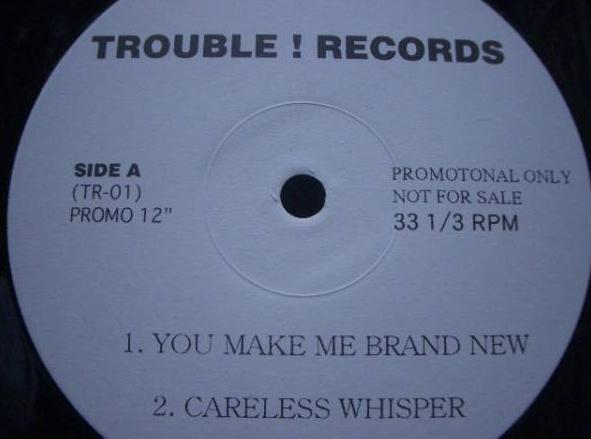 TROUBLE ! RECORDS
SIDE A
(TR-01)
PROMO 12"
PROMOTONAL ONLY
NOT FOR SALE
33 1/3 RPM
1. YOU MAKE ME BRAND NEW
2. CARELESS WHISPER